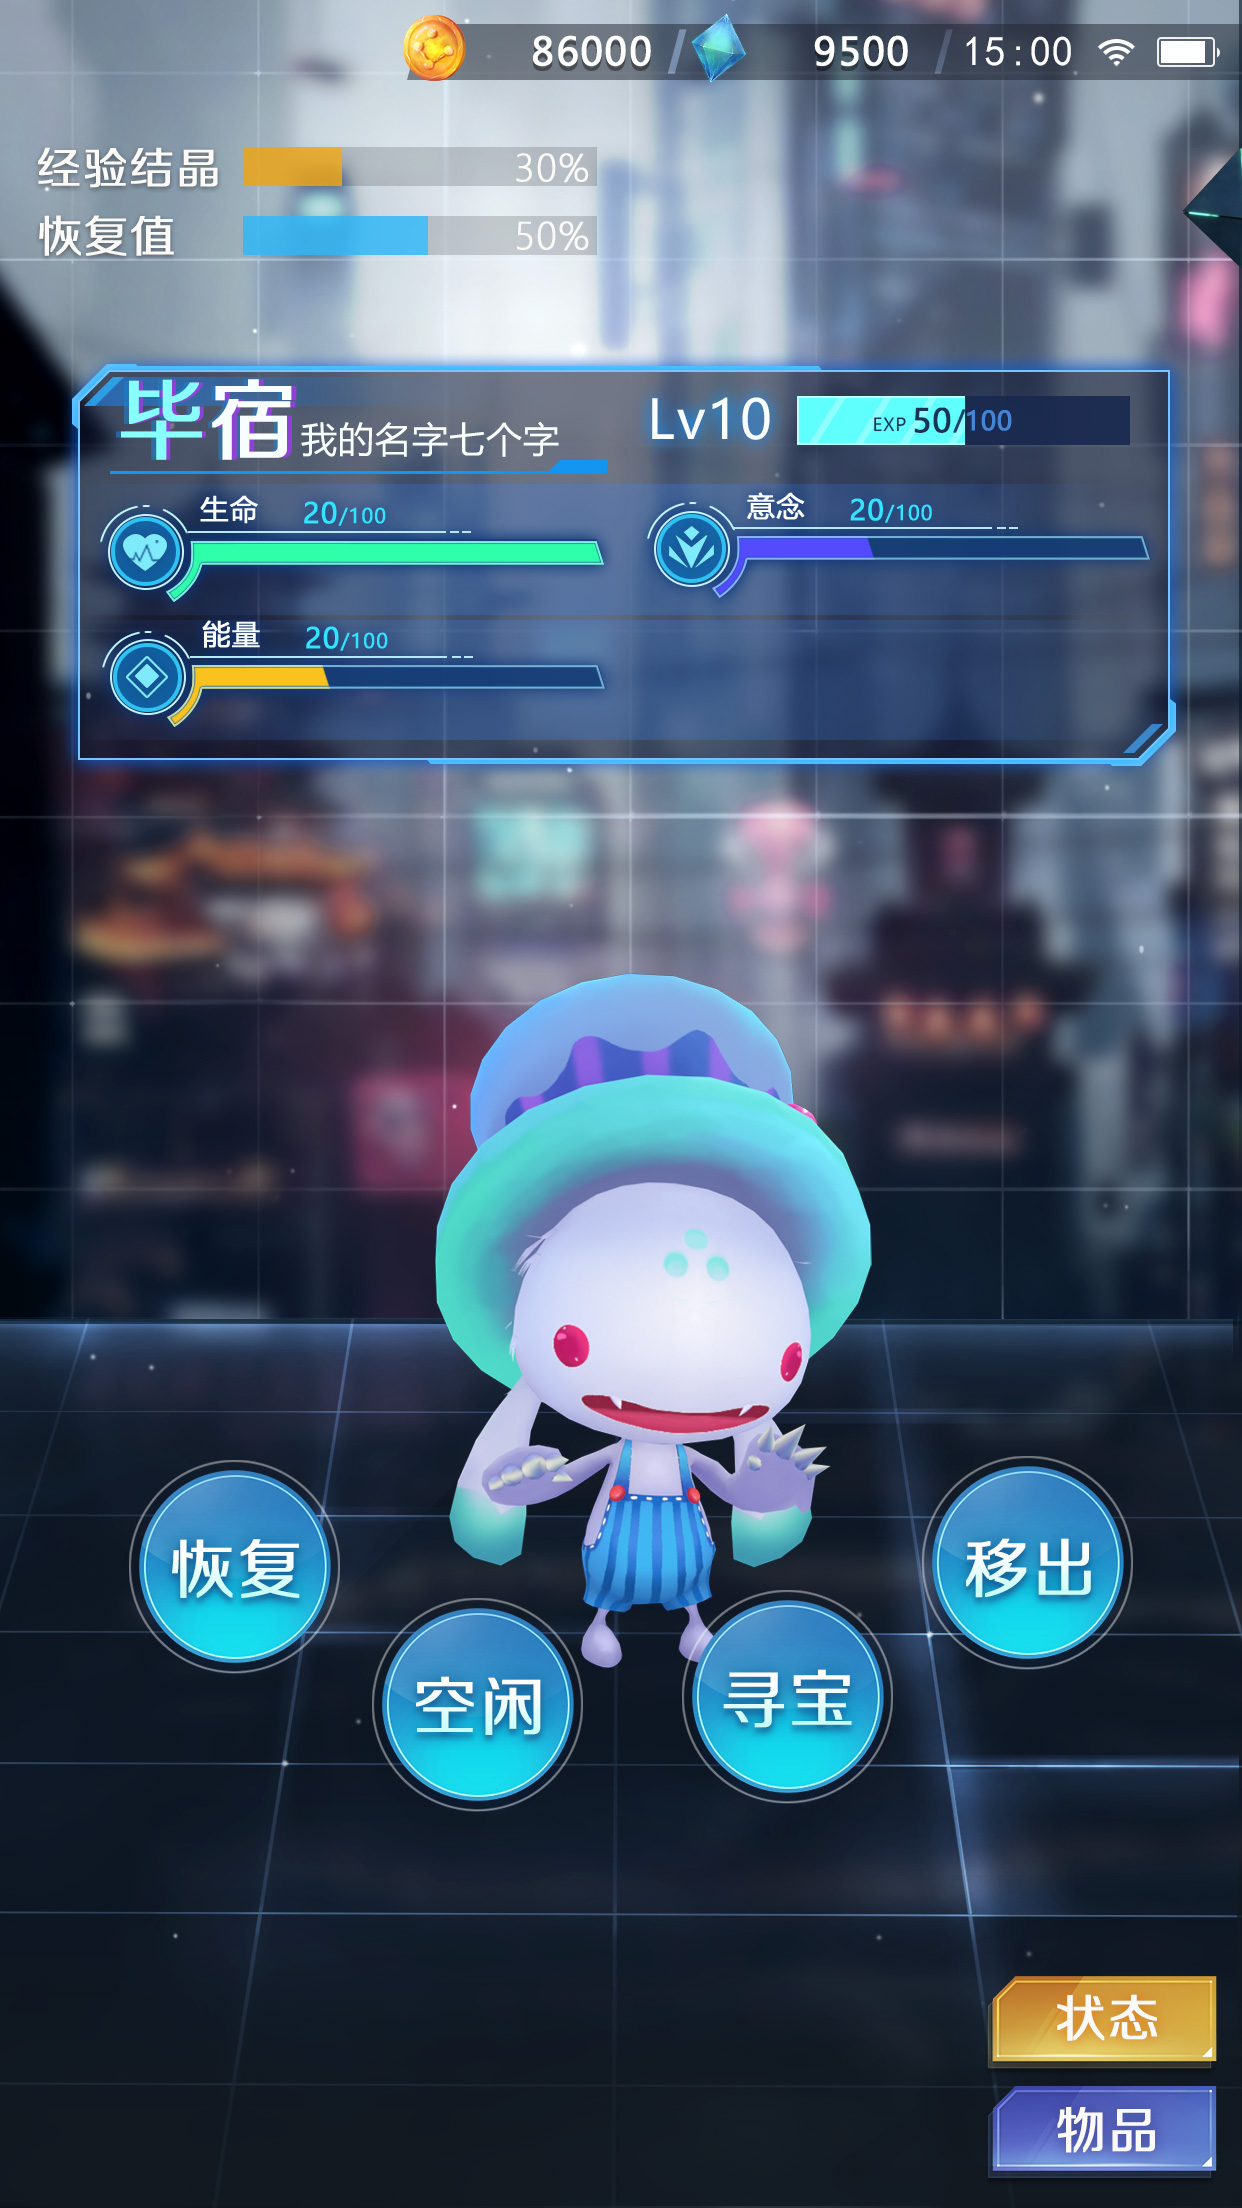 86000 / 9500 / 15:00
经验结晶 30%
恢复值 50%
毕宿 我的名字七个字 Lv10 EXP 50/100
生命 20/100
意念 20/100
能量 20/100
恢复
移出
空闲
寻宝
状态
物品